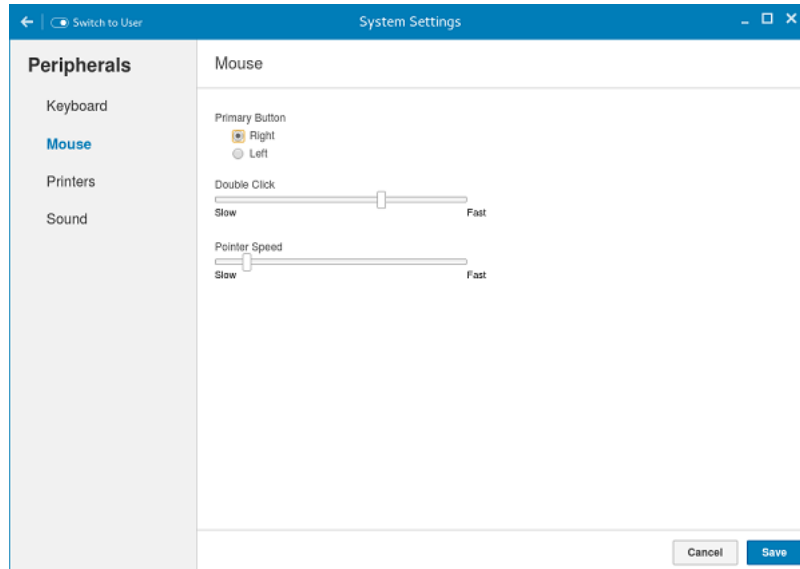 Switch to User
System Settings
Peripherals
Keyboard
Mouse
Printers
Sound
Mouse
Primary Button
Right
Left
Double Click
Slow Fast
Pointer Speed
Slow Fast
Cancel Save